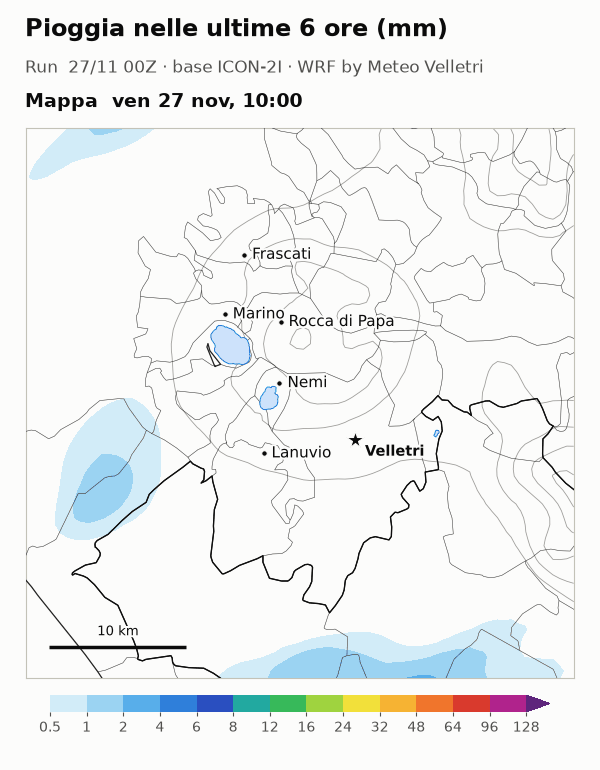 Pioggia nelle ultime 6 ore (mm)
Run  27/11 00Z · base ICON-2I · WRF by Meteo Velletri
Mappa  ven 27 nov, 10:00
Frascati
Marino
Rocca di Papa
Nemi
Velletri
Lanuvio
10 km
0.5 1 2 4 6 8 12 16 24 32 48 64 96 128